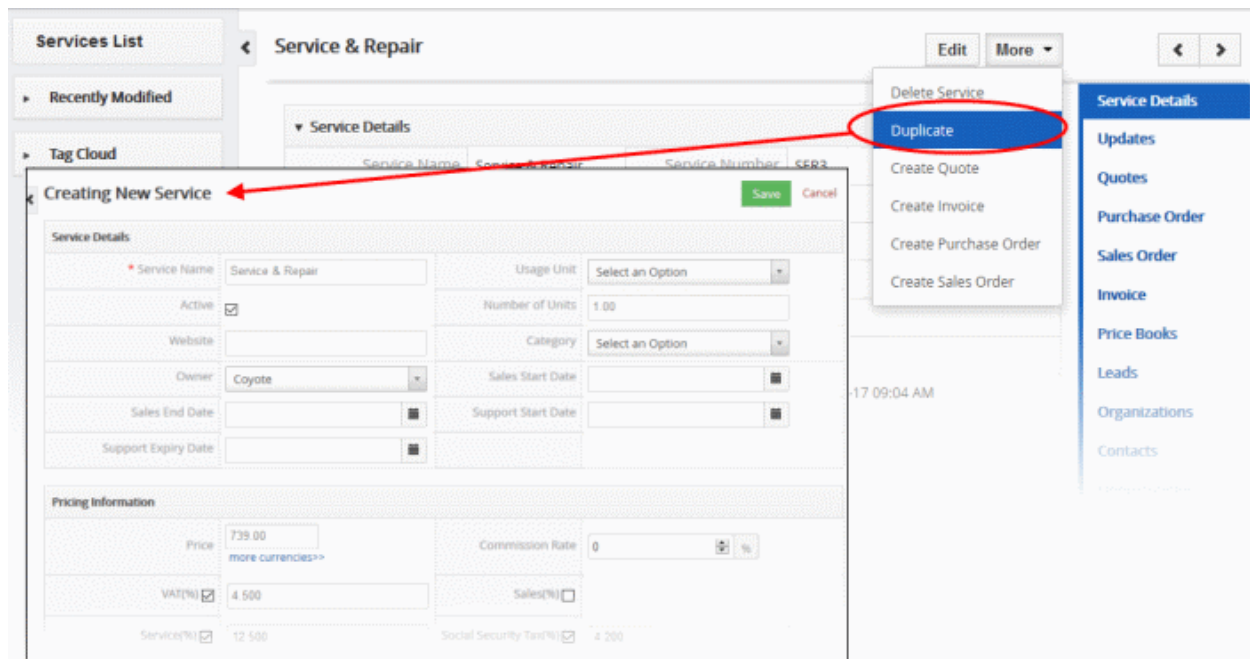 Services List
Service & Repair
Edit
More
Recently Modified
Tag Cloud
Service Details
Service Name Service & Repair Service Number SER3
Delete Service
Duplicate
Create Quote
Create Invoice
Create Purchase Order
Create Sales Order
Service Details
Updates
Quotes
Purchase Order
Sales Order
Invoice
Price Books
Leads
Organizations
Contacts
-17 09:04 AM
Creating New Service
Save Cancel
Service Details
* Service Name Service & Repair Usage Unit Select an Option
Active Number of Units 1.00
Website Category Select an Option
Owner Coyote Sales Start Date
Sales End Date Support Start Date
Support Expiry Date
Pricing Information
Price 739.00 Commission Rate 0 %
more currencies>>
VAT(%) 4.500 Sales(%)
Service(%) 12.500 Social Security Tax(%) 4.200